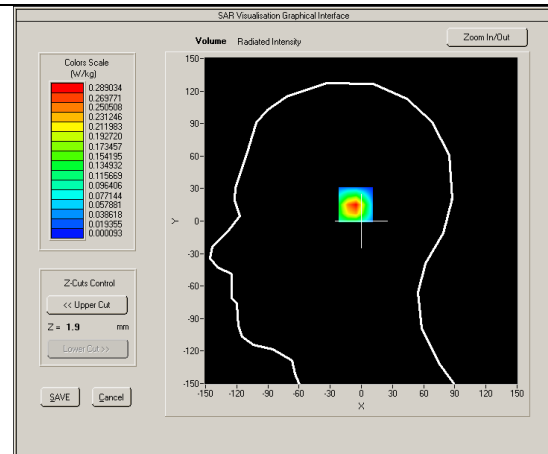 SAR Visualisation Graphical Interface
Volume Radiated Intensity
Zoom In/Out
Colors Scale
(W/kg)
0.289034
0.269771
0.250508
0.231246
0.211983
0.192720
0.173457
0.154195
0.134932
0.115669
0.096406
0.077144
0.057881
0.038618
0.019355
0.000093
Z-Cuts Control
<< Upper Cut
Z = 1.9 mm
Lower Cut >>
SAVE Cancel
150
120
90
60
30
0
-30
-60
-90
-120
-150
Y
-150 -120 -90 -60 -30 0 30 60 90 120 150
X